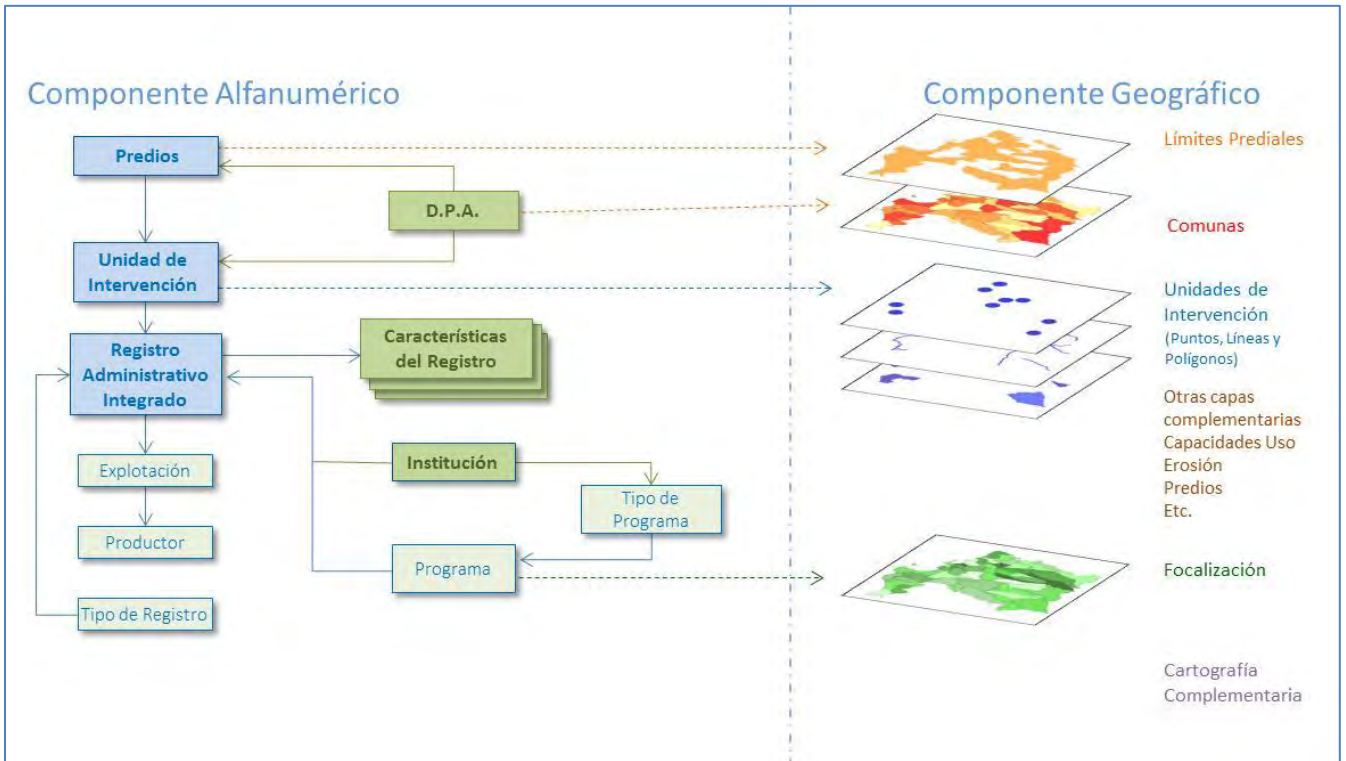 Componente Alfanumérico
Predios
D.P.A.
Unidad de
Intervención
Registro
Administrativo
Integrado
Características
del Registro
Explotación
Institución
Tipo de
Programa
Productor
Programa
Tipo de Registro
Componente Geográfico
Límites Prediales
Comunas
Unidades de
Intervención
(Puntos, Líneas y
Polígonos)
Otras capas
complementarias
Capacidades Uso
Erosión
Predios
Etc.
Focalización
Cartografía
Complementaria